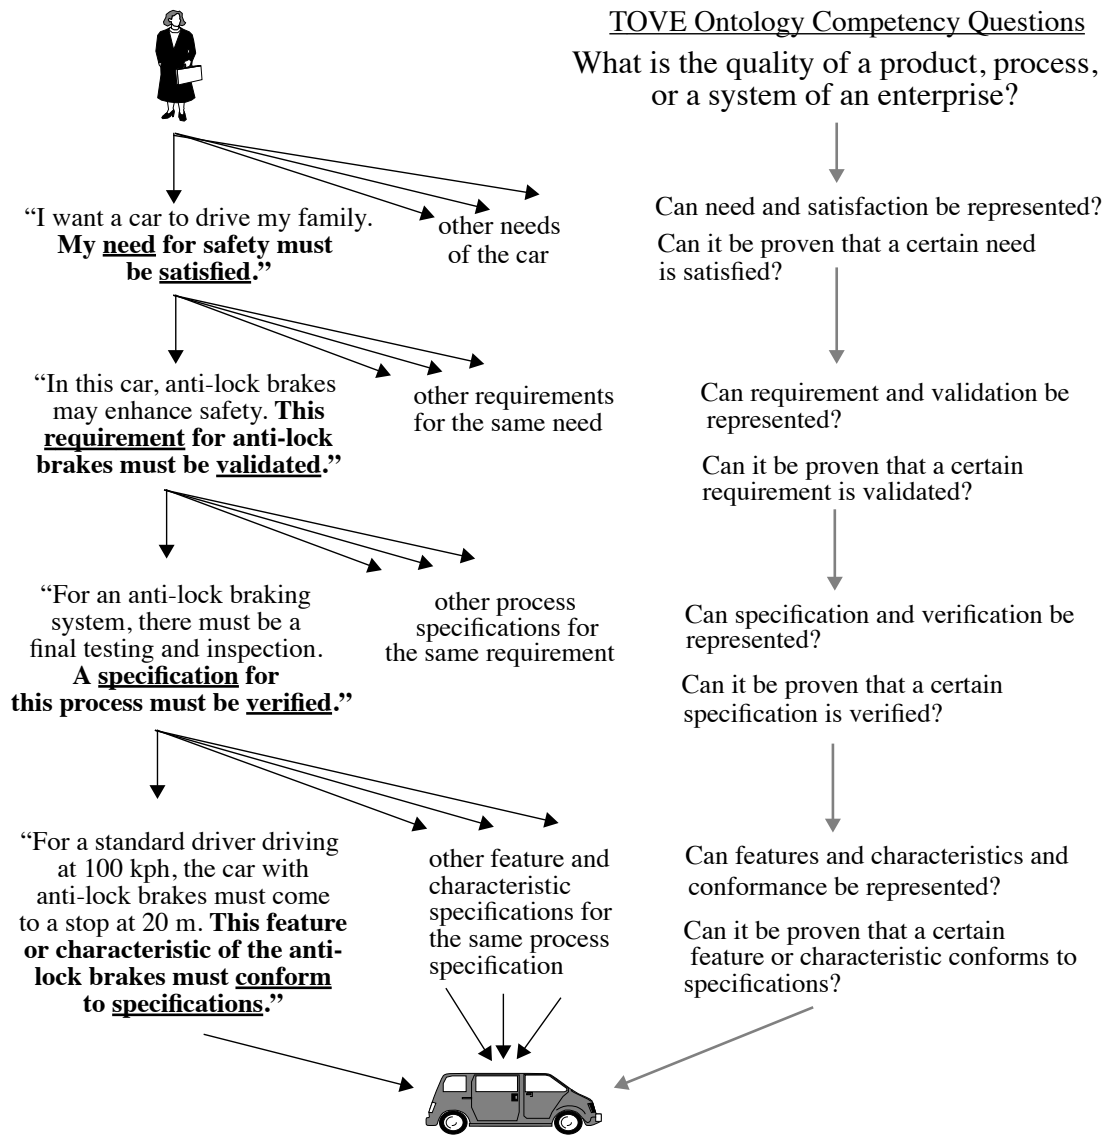 TOVE Ontology Competency Questions
What is the quality of a product, process,
or a system of an enterprise?
“I want a car to drive my family.
My need for safety must
be satisfied.”
other needs
of the car
Can need and satisfaction be represented?
Can it be proven that a certain need
is satisfied?
“In this car, anti-lock brakes
may enhance safety. This
requirement for anti-lock
brakes must be validated.”
other requirements
for the same need
Can requirement and validation be
represented?
Can it be proven that a certain
requirement is validated?
“For an anti-lock braking
system, there must be a
final testing and inspection.
A specification for
this process must be verified.”
other process
specifications for
the same requirement
Can specification and verification be
represented?
Can it be proven that a certain
specification is verified?
“For a standard driver driving
at 100 kph, the car with
anti-lock brakes must come
to a stop at 20 m. This feature
or characteristic of the anti-
lock brakes must conform
to specifications.”
other feature and
characteristic
specifications for
the same process
specification
Can features and characteristics and
conformance be represented?
Can it be proven that a certain
feature or characteristic conforms to
specifications?